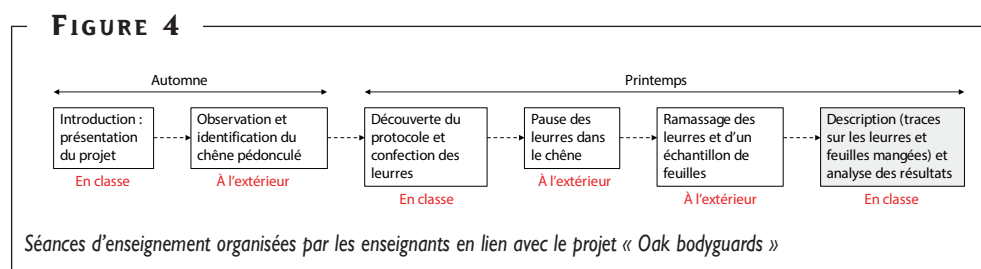 FIGURE 4
Automne
Printemps
Introduction :
présentation
du projet
En classe
Observation et
identification du
chêne pédonculé
À l'extérieur
Découverte du
protocole et
confection des
leurres
En classe
Pause des
leurres dans
le chêne
À l'extérieur
Ramassage des
leurres et d'un
échantillon de
feuilles
À l'extérieur
Description (traces
sur les leurres et
feuilles mangées) et
analyse des résultats
En classe
Séances d'enseignement organisées par les enseignants en lien avec le projet « Oak bodyguards »